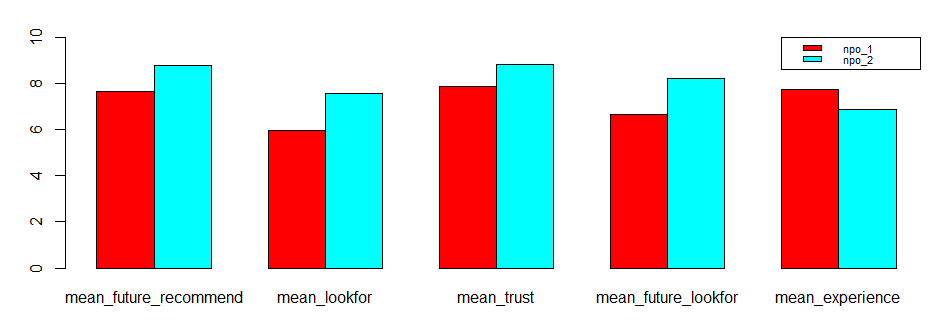 10
8
6
4
2
0
npo_1
npo_2
mean_future_recommend
mean_lookfor
mean_trust
mean_future_lookfor
mean_experience